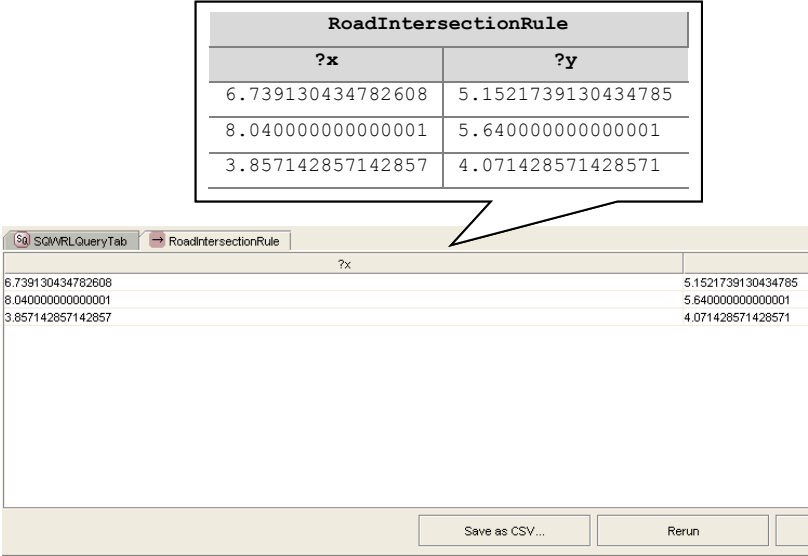 RoadIntersectionRule
?x ?y
6.739130434782608 5.1521739130434785
8.040000000000001 5.640000000000001
3.857142857142857 4.071428571428571
SQ SQWRLQueryTab → RoadIntersectionRule
?x
6.739130434782608 5.1521739130434785
8.040000000000001 5.640000000000001
3.857142857142857 4.071428571428571
Save as CSV... Rerun